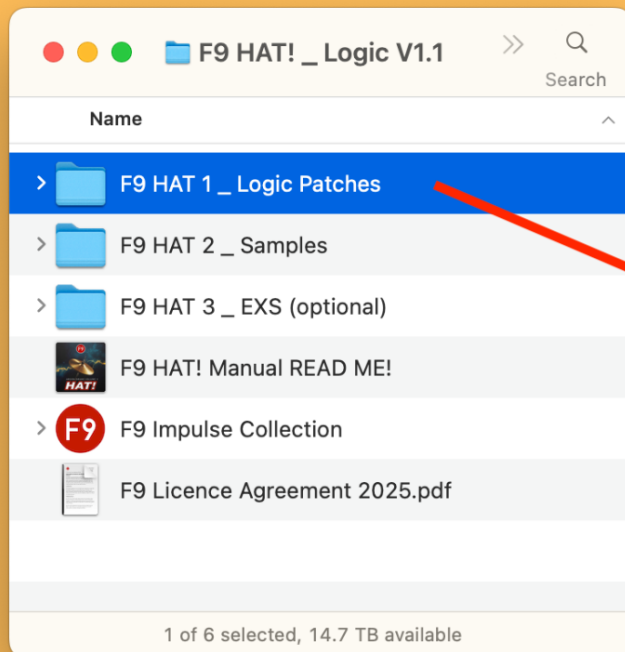 F9 HAT! _ Logic V1.1
Search
Name
F9 HAT 1 _ Logic Patches
F9 HAT 2 _ Samples
F9 HAT 3 _ EXS (optional)
HAT!
F9 HAT! Manual READ ME!
F9
F9 Impulse Collection
F9 Licence Agreement 2025.pdf
1 of 6 selected, 14.7 TB available